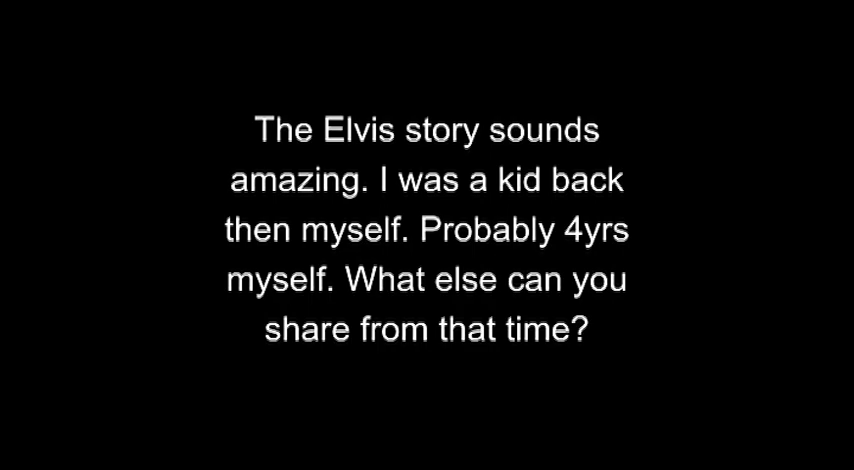 The Elvis story sounds
amazing. I was a kid back
then myself. Probably 4yrs
myself. What else can you
share from that time?